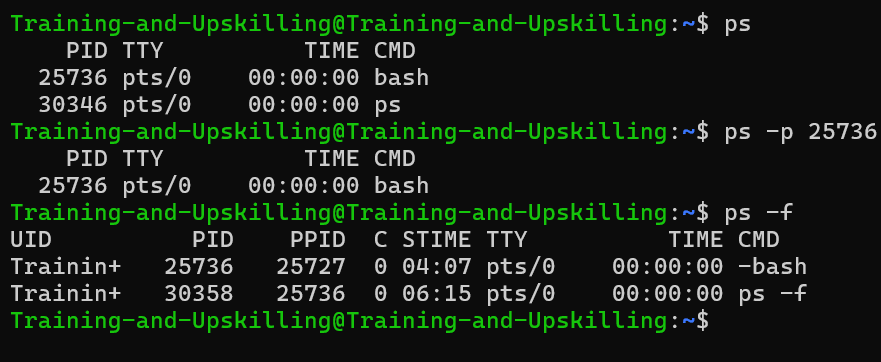 Training-and-Upskilling@Training-and-Upskilling:~$ ps
    PID TTY          TIME CMD
  25736 pts/0    00:00:00 bash
  30346 pts/0    00:00:00 ps
Training-and-Upskilling@Training-and-Upskilling:~$ ps -p 25736
    PID TTY          TIME CMD
  25736 pts/0    00:00:00 bash
Training-and-Upskilling@Training-and-Upskilling:~$ ps -f
UID          PID    PPID  C STIME TTY          TIME CMD
Trainin+   25736   25727  0 04:07 pts/0    00:00:00 -bash
Trainin+   30358   25736  0 06:15 pts/0    00:00:00 ps -f
Training-and-Upskilling@Training-and-Upskilling:~$